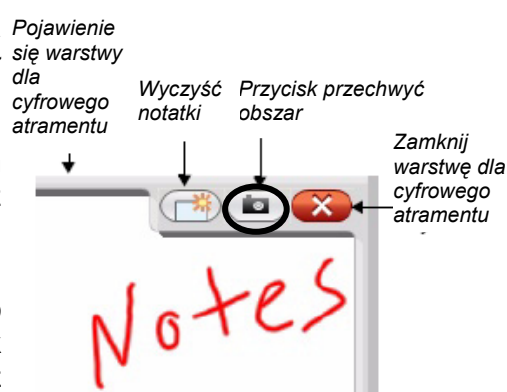 Pojawienie
się warstwy
dla
cyfrowego
atramentu
Wyczyść
notatki
Przycisk przechwyć
obszar
Zamknij
warstwę dla
cyfrowego
atramentu
Notes